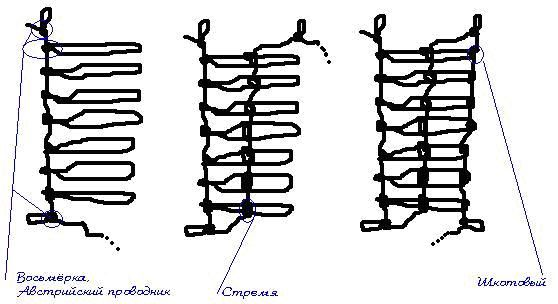 Восьмёрка,
Австрийский проводник
Стремя
Шкотовый